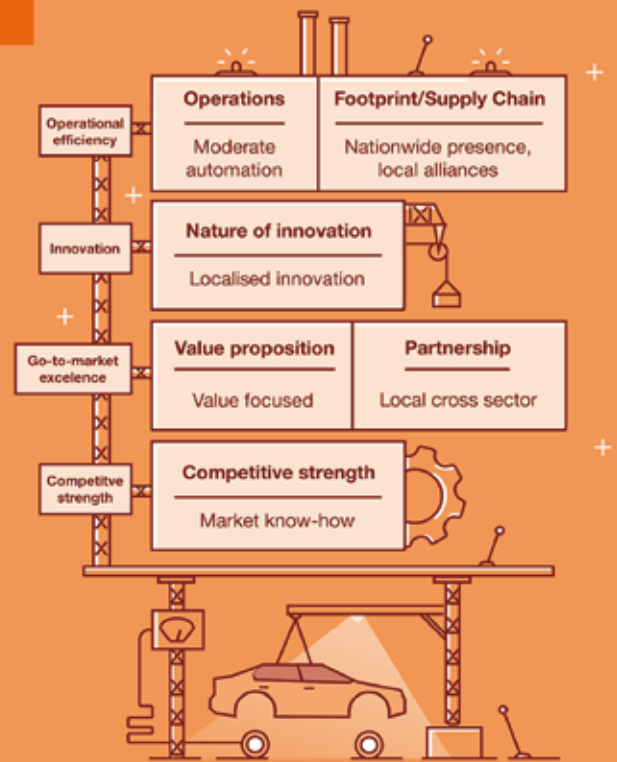 Operational
efficiency
Operations
Moderate
automation
Footprint/Supply Chain
Nationwide presence,
local alliances
Innovation
Nature of innovation
Localised innovation
Go-to-market
excelence
Value proposition
Value focused
Partnership
Local cross sector
Competitve
strength
Competitive strength
Market know-how